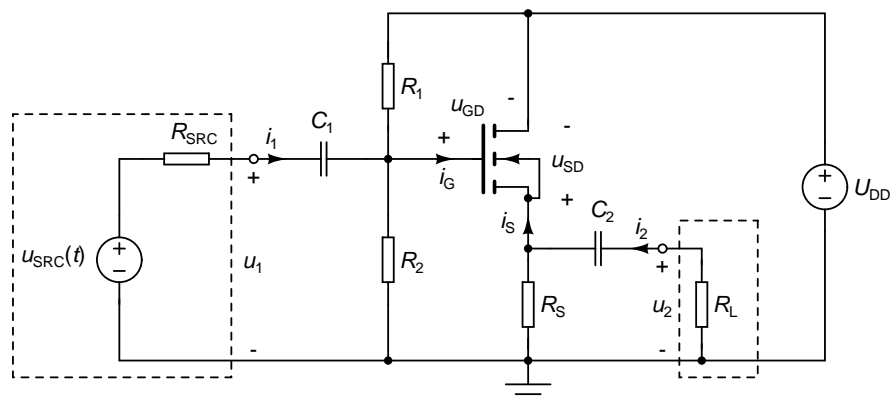 R1
uGD
-
RSRC
i1
C1
+
-
+
iG
uSD
+
UDD
uSRC(t)
+
-
u1
R2
iS
+
C2
i2
+
RS
u2
RL
+
-
-
-